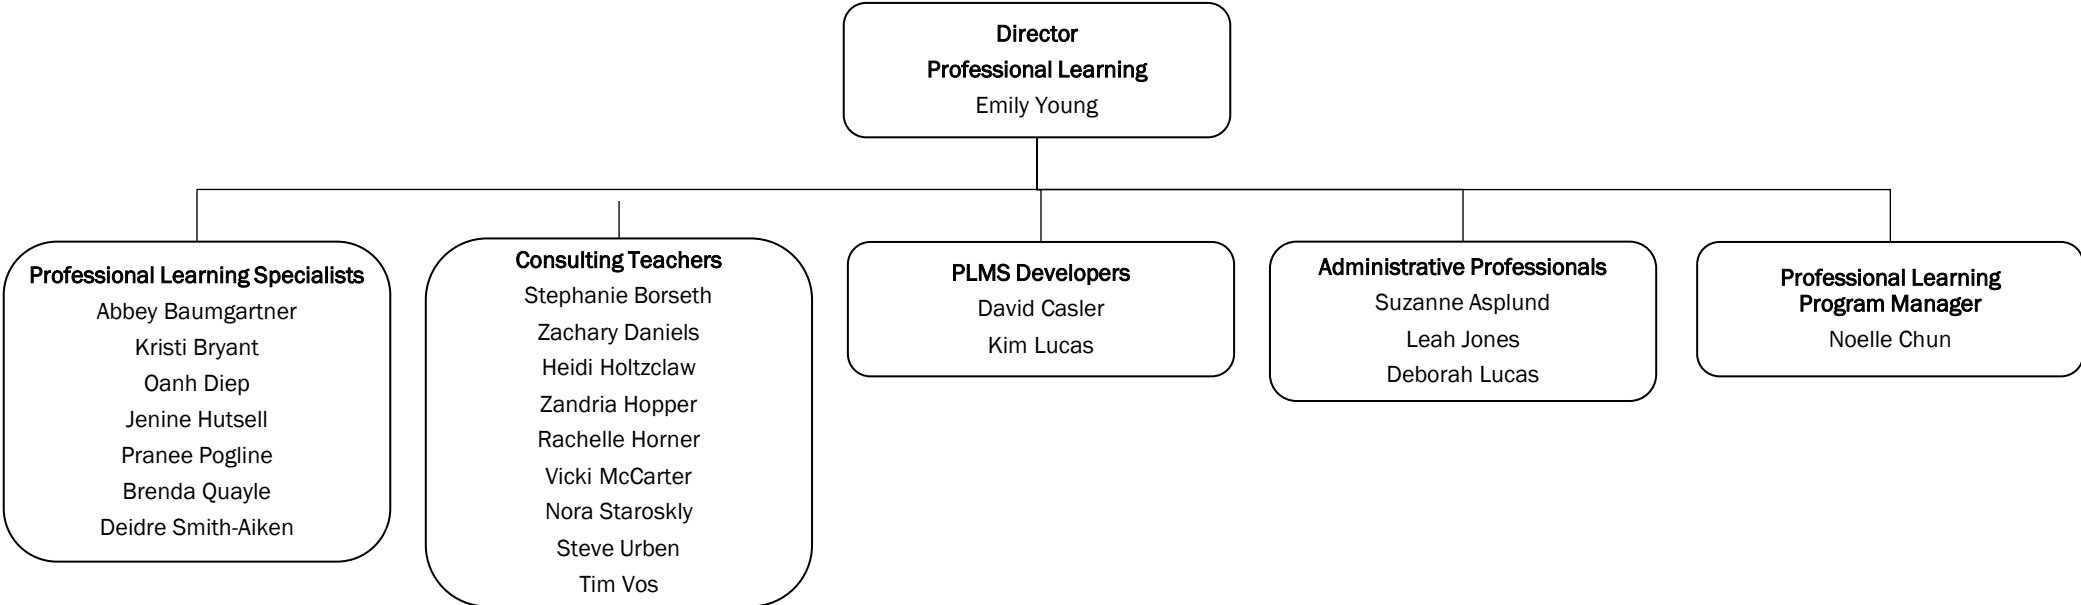 Director
Professional Learning
Emily Young
Professional Learning Specialists
Abbey Baumgartner
Kristi Bryant
Oanh Diep
Jenine Hutsell
Pranee Pogline
Brenda Quayle
Deidre Smith-Aiken
Consulting Teachers
Stephanie Borseth
Zachary Daniels
Heidi Holtzclaw
Zandria Hopper
Rachelle Horner
Vicki McCarter
Nora Staroskly
Steve Urben
Tim Vos
PLMS Developers
David Casler
Kim Lucas
Administrative Professionals
Suzanne Asplund
Leah Jones
Deborah Lucas
Professional Learning
Program Manager
Noelle Chun